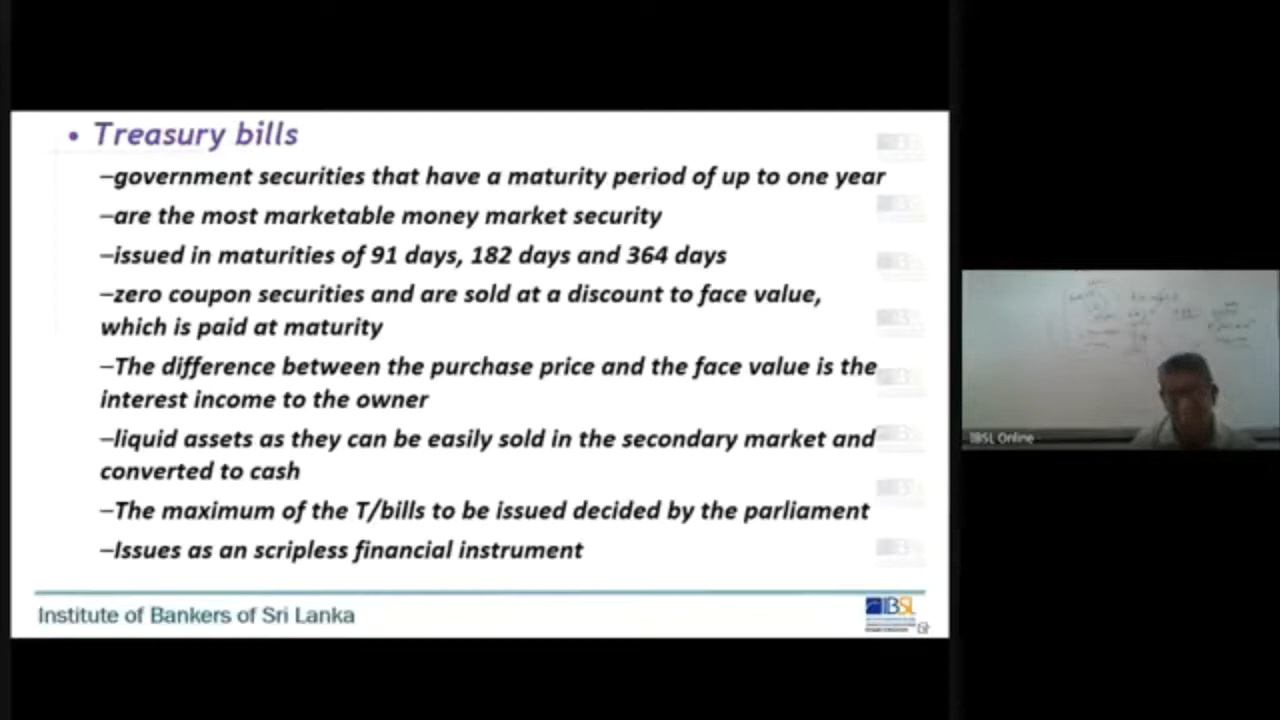 • Treasury bills
–government securities that have a maturity period of up to one year
–are the most marketable money market security
–issued in maturities of 91 days, 182 days and 364 days
–zero coupon securities and are sold at a discount to face value,
which is paid at maturity
–The difference between the purchase price and the face value is the
interest income to the owner
–liquid assets as they can be easily sold in the secondary market and
converted to cash
–The maximum of the T/bills to be issued decided by the parliament
–Issues as an scripless financial instrument
Institute of Bankers of Sri Lanka
IBSL
IBSL Online